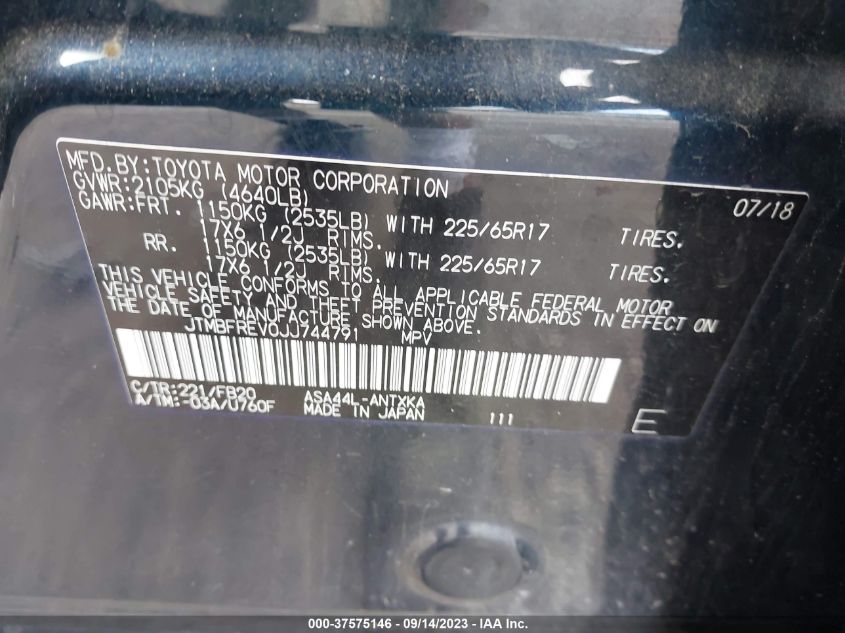 MFD.BY:TOYOTA MOTOR CORPORATION 07/18
GVWR:2105KG (4640LB)
GAWR:FRT. 1150KG (2535LB) WITH 225/65R17 TIRES.
17X6 1/2J RIMS.
RR. 1150KG (2535LB) WITH 225/65R17 TIRES.
17X6 1/2J RIMS.
THIS VEHICLE CONFORMS TO ALL APPLICABLE FEDERAL MOTOR
VEHICLE SAFETY AND THEFT PREVENTION STANDARDS IN EFFECT ON
THE DATE OF MANUFACTURE SHOWN ABOVE.
JTMBFREV0JJ744791 MPV
C/TR:221/FB20 ASA44L-ANTXKA
A/TM:-03A/U760F MADE IN JAPAN 111 E
000-37575146 - 09/14/2023 - IAA Inc.